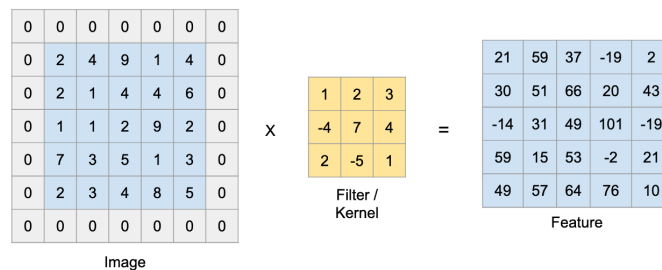 0 0 0 0 0 0 0
0 2 4 9 1 4 0
0 2 1 4 4 6 0
0 1 1 2 9 2 0
0 7 3 5 1 3 0
0 2 3 4 8 5 0
0 0 0 0 0 0 0
Image
X
1 2 3
-4 7 4
2 -5 1
Filter /
Kernel
=
21 59 37 -19 2
30 51 66 20 43
-14 31 49 101 -19
59 15 53 -2 21
49 57 64 76 10
Feature